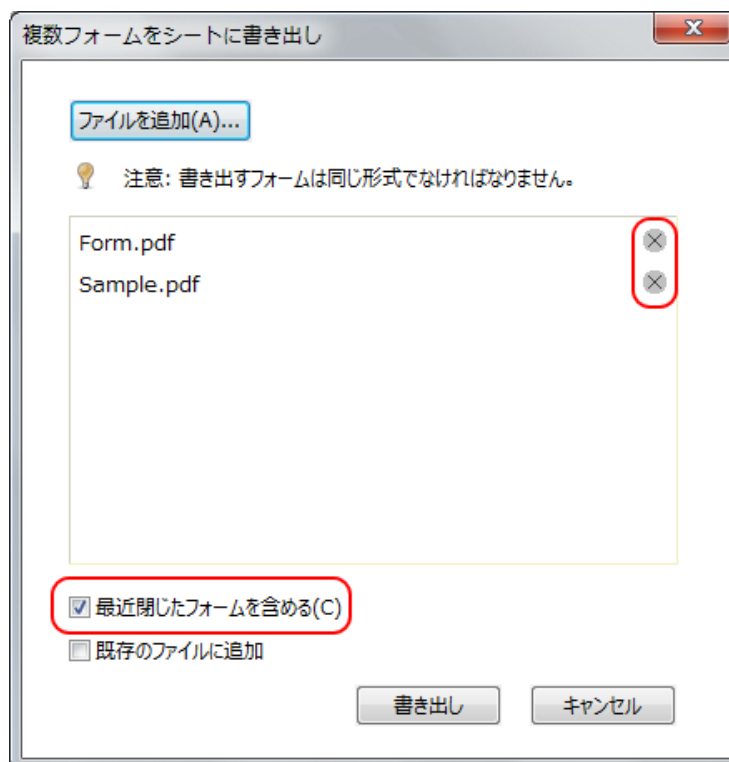 複数フォームをシートに書き出し
ファイルを追加(A)...
注意: 書き出すフォームは同じ形式でなければなりません。
Form.pdf
Sample.pdf
最近閉じたフォームを含める(C)
既存のファイルに追加
書き出し キャンセル